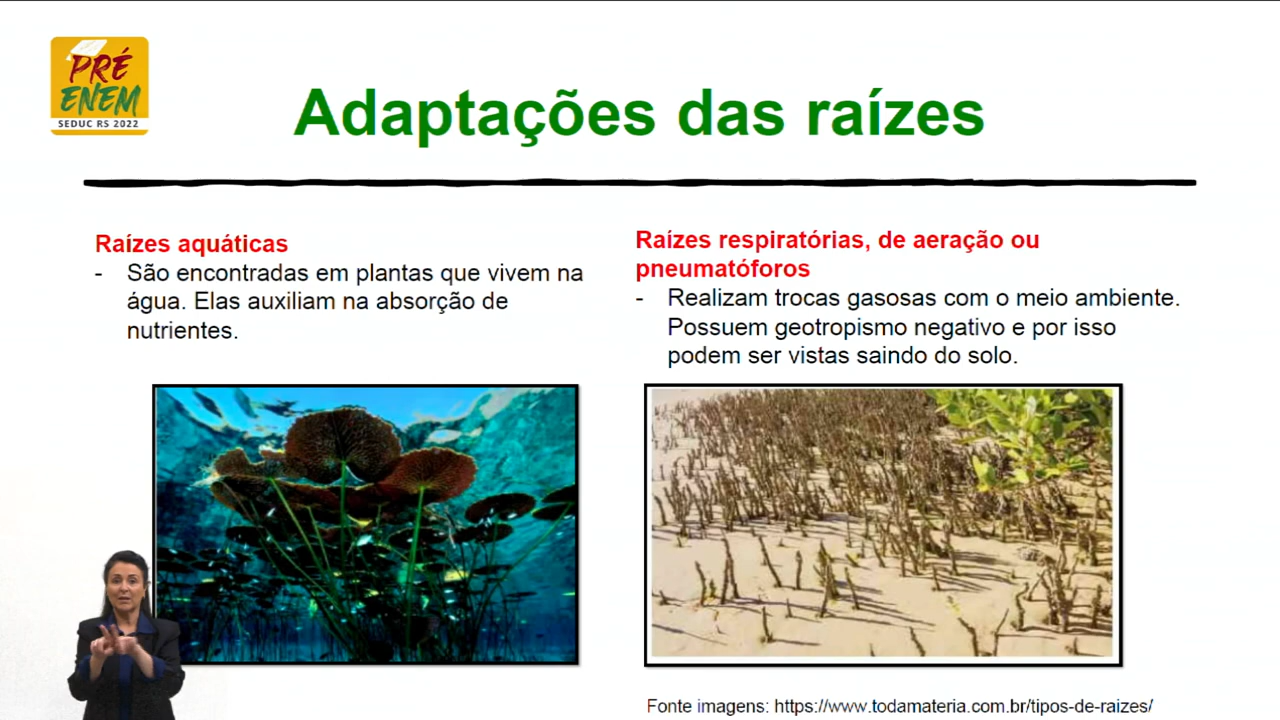 PRÉ
ENEM
SEDUC RS 2022
Adaptações das raízes
Raízes aquáticas
- São encontradas em plantas que vivem na
água. Elas auxiliam na absorção de
nutrientes.
Raízes respiratórias, de aeração ou
pneumatóforos
- Realizam trocas gasosas com o meio ambiente.
Possuem geotropismo negativo e por isso
podem ser vistas saindo do solo.
Fonte imagens: https://www.todamateria.com.br/tipos-de-raizes/